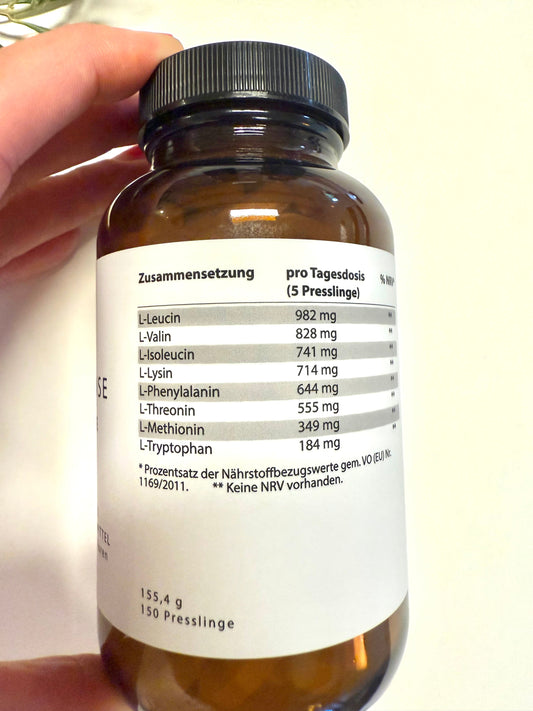 Zusammensetzung pro Tagesdosis % NRV*
(5 Presslinge)
L-Leucin 982 mg **
L-Valin 828 mg **
L-Isoleucin 741 mg **
L-Lysin 714 mg **
L-Phenylalanin 644 mg **
L-Threonin 555 mg **
L-Methionin 349 mg **
L-Tryptophan 184 mg
* Prozentsatz der Nährstoffbezugswerte gem. VO (EU) Nr.
1169/2011. ** Keine NRV vorhanden.
155,4 g
150 Presslinge